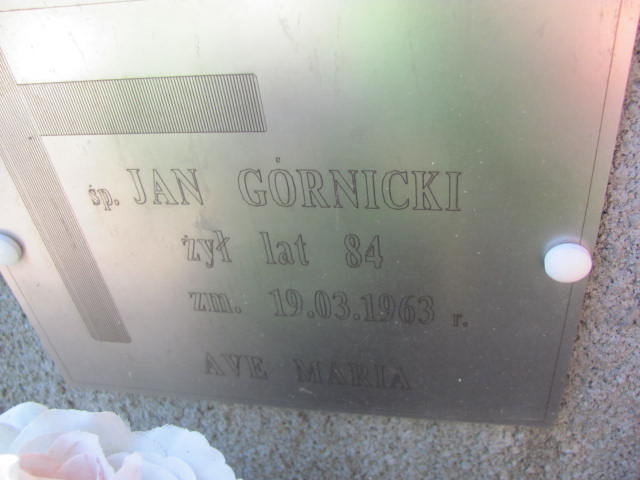 śp. JAN GÓRNICKI
żył lat 84
zm. 19.03.1963 r.
AVE MARIA